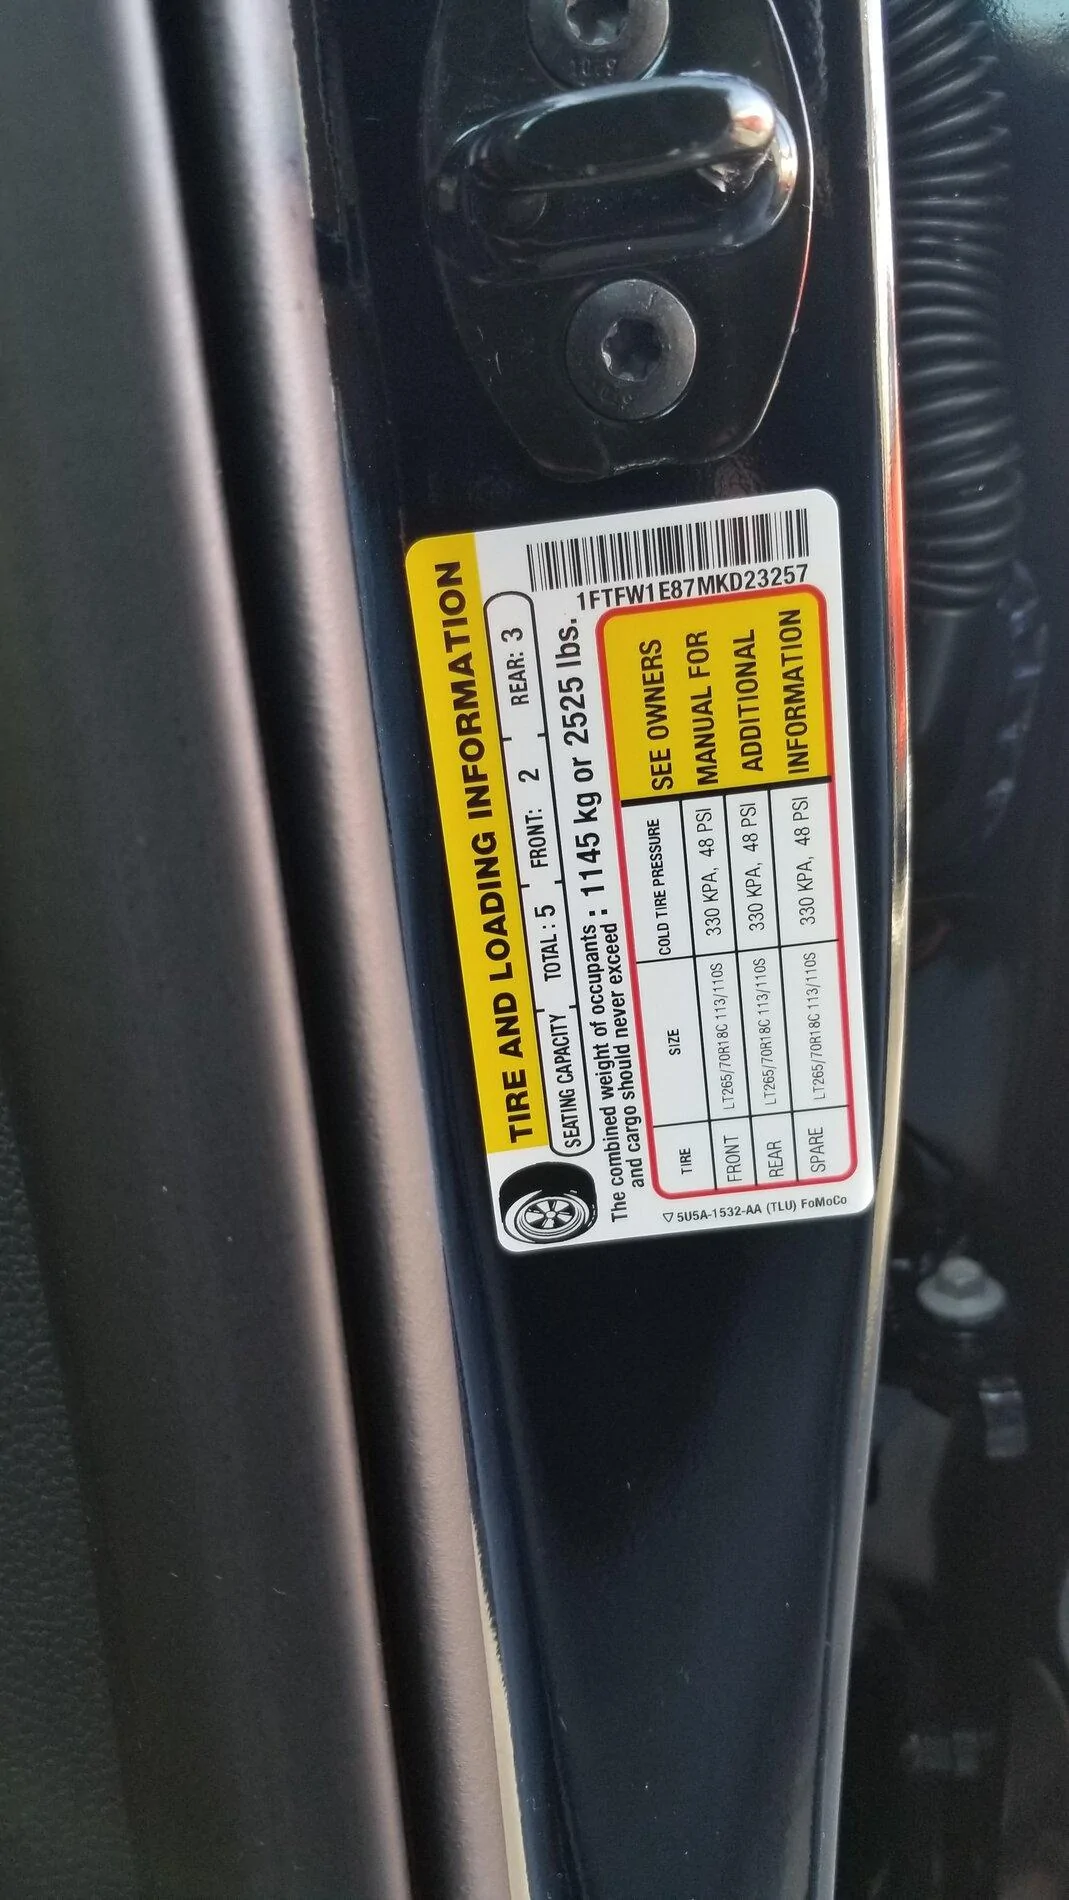 TIRE AND LOADING INFORMATION
SEATING CAPACITY TOTAL : 5 FRONT: 2 REAR: 3
The combined weight of occupants and cargo should never exceed : 1145 kg or 2525 lbs.
TIRE SIZE COLD TIRE PRESSURE
FRONT LT265/70R18C 113/110S 330 KPA, 48 PSI
REAR LT265/70R18C 113/110S 330 KPA, 48 PSI
SPARE LT265/70R18C 113/110S 330 KPA, 48 PSI
SEE OWNERS
MANUAL FOR
ADDITIONAL
INFORMATION
1FTFW1E87MKD23257
5U5A-1532-AA (TLU) FoMoCo